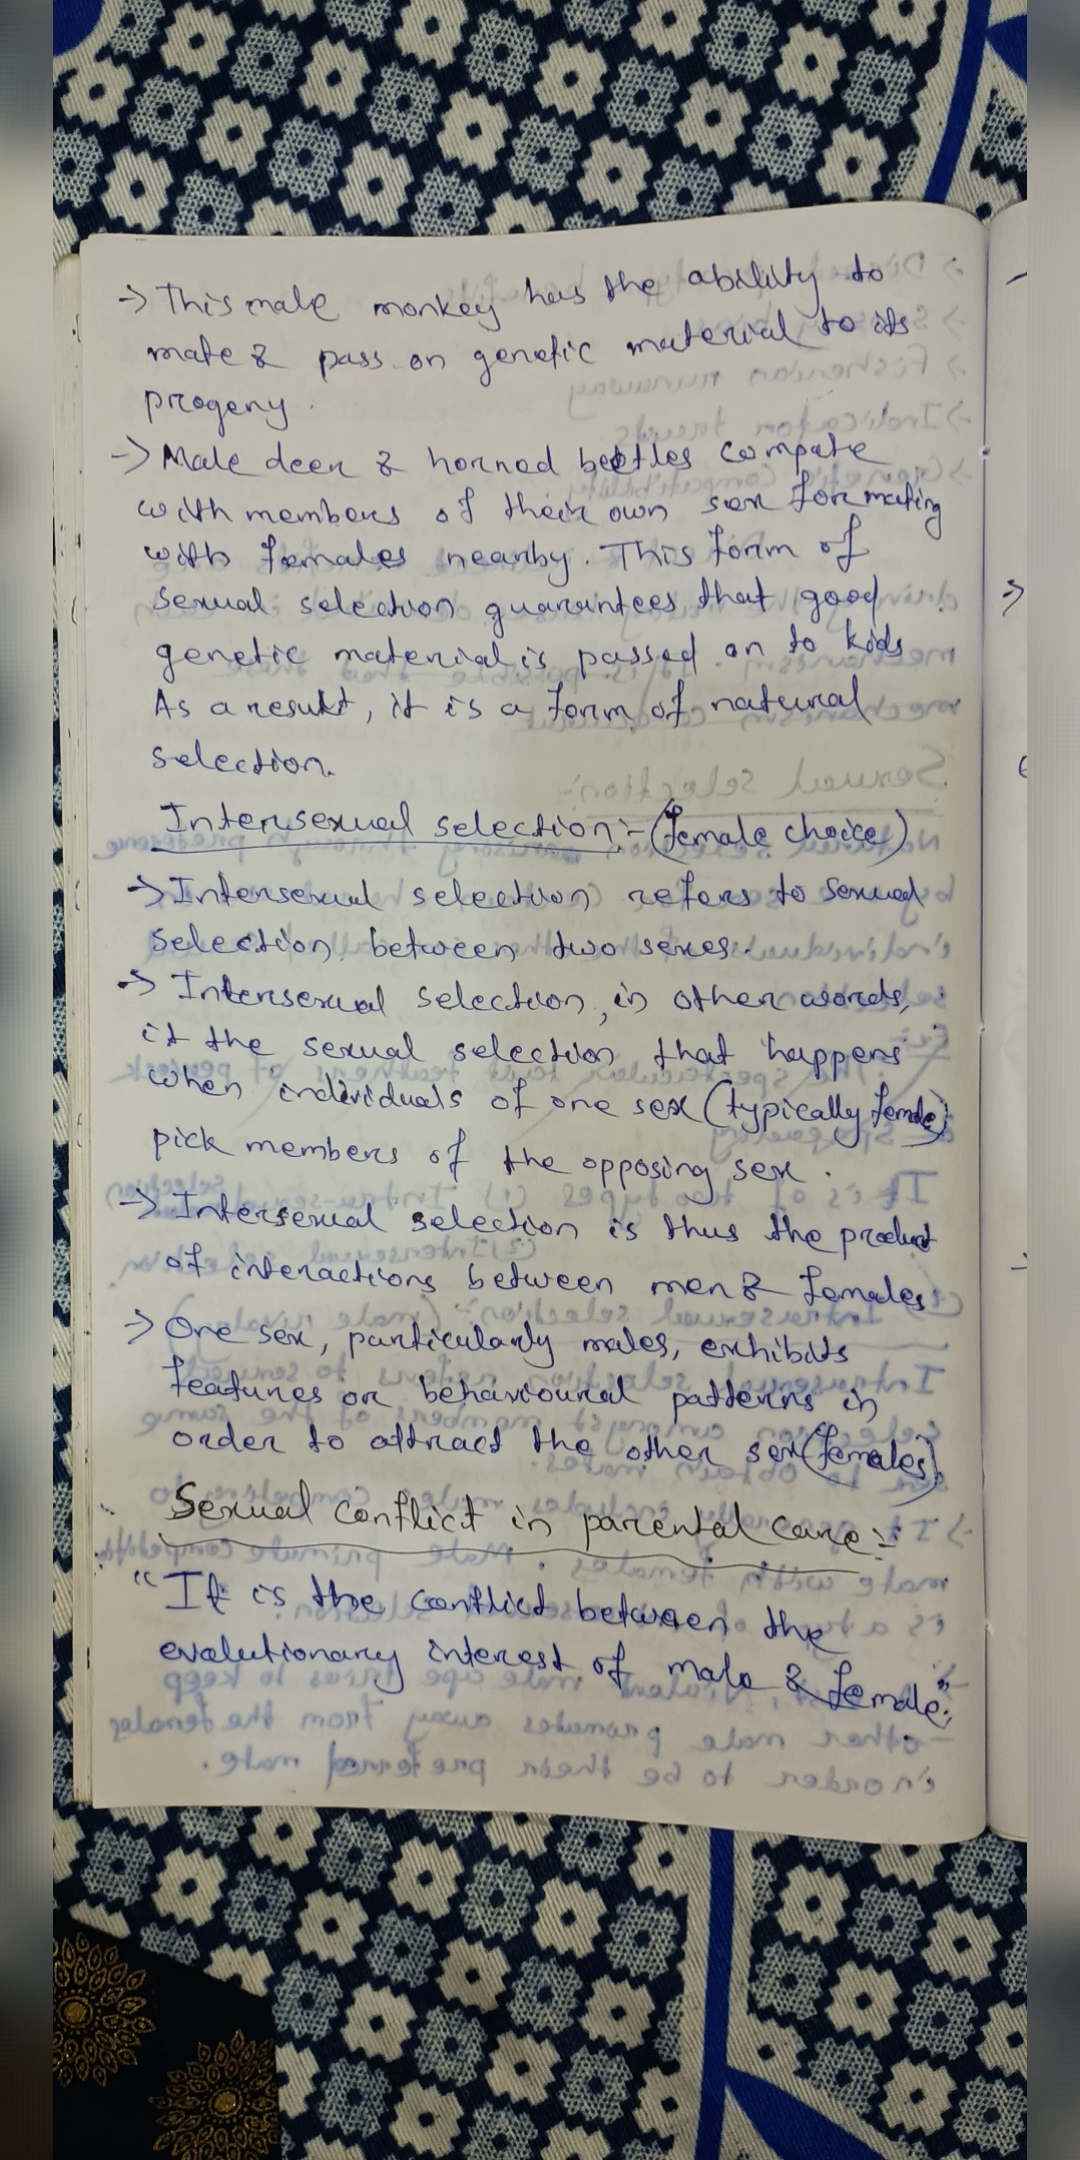 -> This male monkey has the ability to
mate & pass on genetic material to its
progeny.
-> Male deer & horned beetles compete
with members of their own sex for mating
with females nearby. This form of
sexual selection guarantees that good
genetic material is passed on to kids
As a result, it is a form of natural
selection.
Intersexual selection:- (female choice)
-> Intersexual selection refers to sexual
selection between two sexes.
-> Intersexual selection, in other words,
it the sexual selection that happens
when individuals of one sex (typically female)
pick members of the opposing sex.
-> Intersexual selection is thus the product
of interactions between men & females
-> One sex, particularly males, exhibits
features or behavioural patterns in
order to attract the other sex (females).
Sexual conflict in parental care:-
"It is the conflict between the
evolutionary interest of male & female".